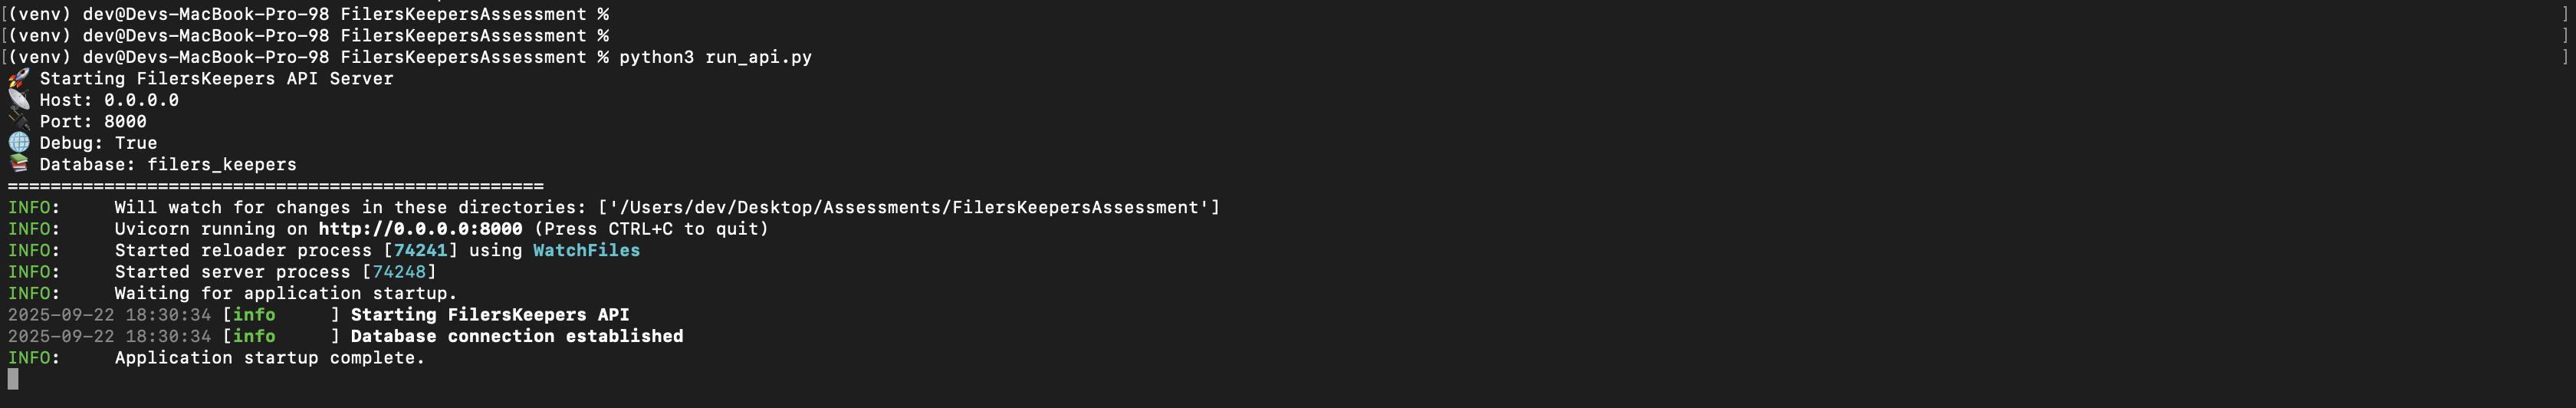 [(venv) dev@Devs-MacBook-Pro-98 FilersKeepersAssessment % ]
[(venv) dev@Devs-MacBook-Pro-98 FilersKeepersAssessment % ]
[(venv) dev@Devs-MacBook-Pro-98 FilersKeepersAssessment % python3 run_api.py ]
🚀 Starting FilersKeepers API Server
📡 Host: 0.0.0.0
🔌 Port: 8000
🌐 Debug: True
📚 Database: filers_keepers
==================================================
INFO:     Will watch for changes in these directories: ['/Users/dev/Desktop/Assessments/FilersKeepersAssessment']
INFO:     Uvicorn running on http://0.0.0.0:8000 (Press CTRL+C to quit)
INFO:     Started reloader process [74241] using WatchFiles
INFO:     Started server process [74248]
INFO:     Waiting for application startup.
2025-09-22 18:30:34 [info     ] Starting FilersKeepers API
2025-09-22 18:30:34 [info     ] Database connection established
INFO:     Application startup complete.